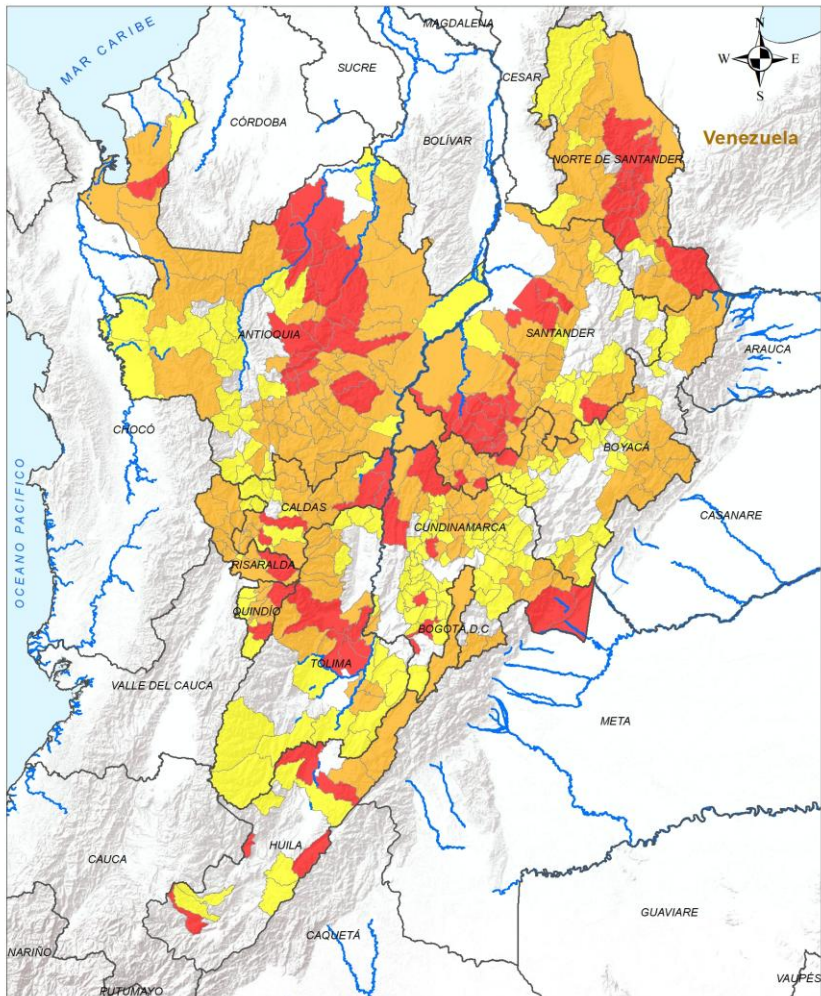 MAGDALENA
N
MAR CARIBE
W
E
SUCRE
CESAR
S
CÓRDOBA
BOLÍVAR
Venezuela
NORTE DE SANTANDER
ANTIOQUIA
SANTANDER
ARAUCA
CHOCÓ
BOYACÁ
OCEANO PACIFICO
CALDAS
CUNDINAMARCA
CASANARE
RISARALDA
QUINDÍO
BOGOTÁ D.C
TOLIMA
VALLE DEL CAUCA
META
HUILA
CAUCA
GUAVIARE
CAQUETÁ
NARIÑO
VAUPÉS
PUTUMAYO